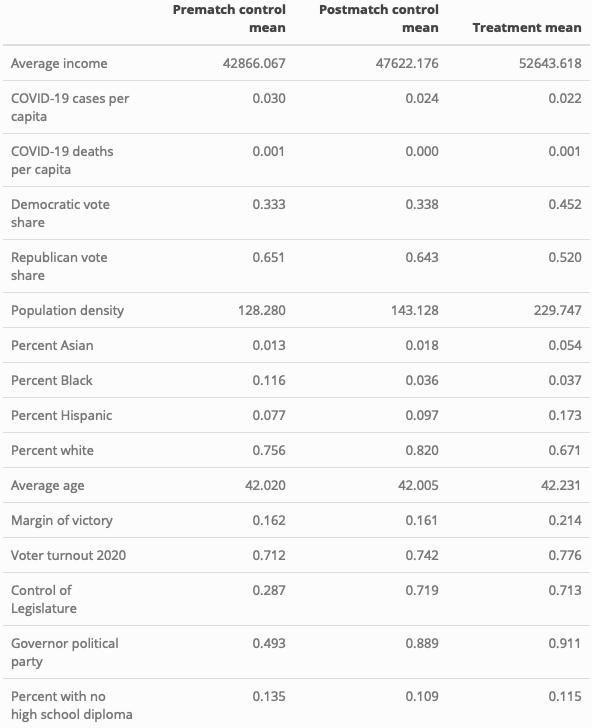 Prematch control mean Postmatch control mean Treatment mean
Average income 42866.067 47622.176 52643.618
COVID-19 cases per capita 0.030 0.024 0.022
COVID-19 deaths per capita 0.001 0.000 0.001
Democratic vote share 0.333 0.338 0.452
Republican vote share 0.651 0.643 0.520
Population density 128.280 143.128 229.747
Percent Asian 0.013 0.018 0.054
Percent Black 0.116 0.036 0.037
Percent Hispanic 0.077 0.097 0.173
Percent white 0.756 0.820 0.671
Average age 42.020 42.005 42.231
Margin of victory 0.162 0.161 0.214
Voter turnout 2020 0.712 0.742 0.776
Control of Legislature 0.287 0.719 0.713
Governor political party 0.493 0.889 0.911
Percent with no high school diploma 0.135 0.109 0.115